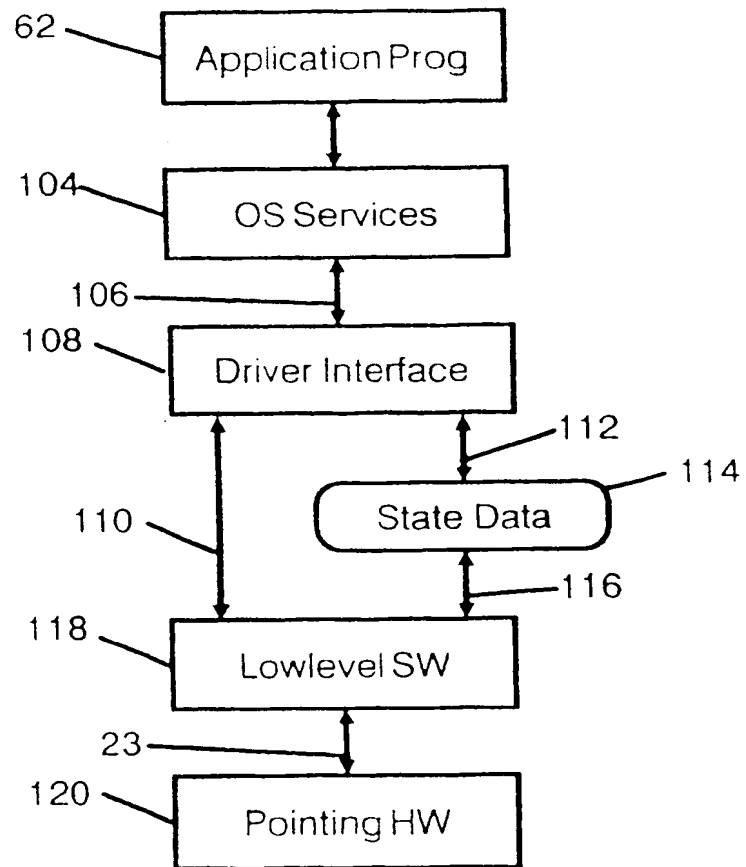 62
Application Prog
104
OS Services
106
108
Driver Interface
112
114
State Data
110
116
118
Lowlevel SW
23
120
Pointing HW